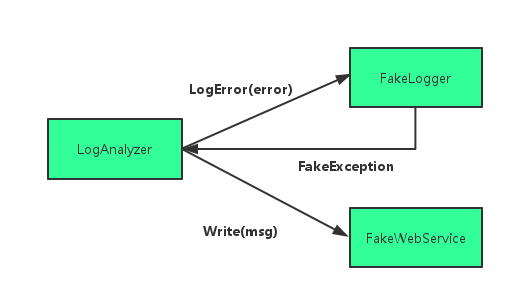 FakeLogger
LogError(error)
LogAnalyzer
FakeException
Write(msg)
FakeWebService